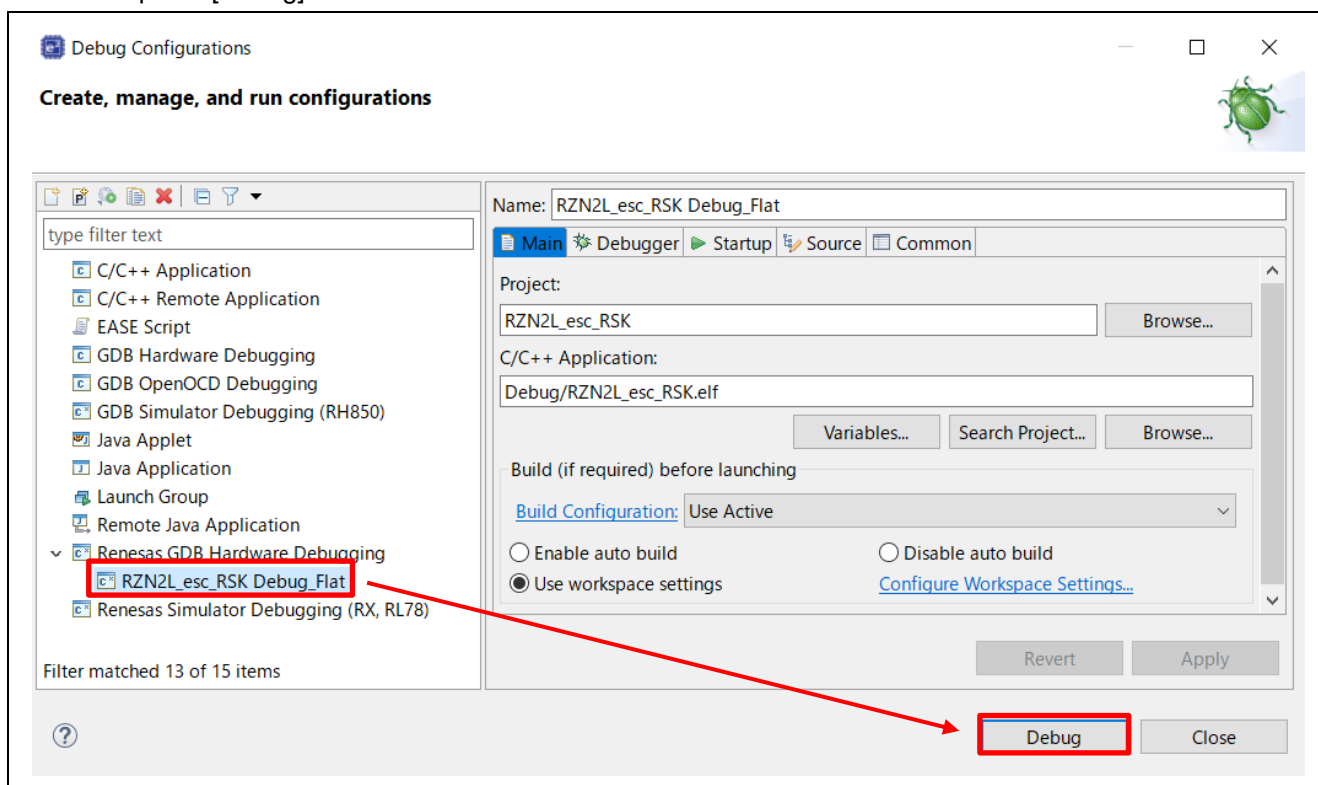 Debug Configurations
Create, manage, and run configurations
type filter text
C/C++ Application
C/C++ Remote Application
EASE Script
GDB Hardware Debugging
GDB OpenOCD Debugging
GDB Simulator Debugging (RH850)
Java Applet
Java Application
Launch Group
Remote Java Application
Renesas GDB Hardware Debugging
RZN2L_esc_RSK Debug_Flat
Renesas Simulator Debugging (RX, RL78)
Filter matched 13 of 15 items
Name: RZN2L_esc_RSK Debug_Flat
Main Debugger Startup Source Common
Project:
RZN2L_esc_RSK Browse...
C/C++ Application:
Debug/RZN2L_esc_RSK.elf
Variables... Search Project... Browse...
Build (if required) before launching
Build Configuration: Use Active
Enable auto build Disable auto build
Use workspace settings Configure Workspace Settings...
Revert Apply
Debug Close